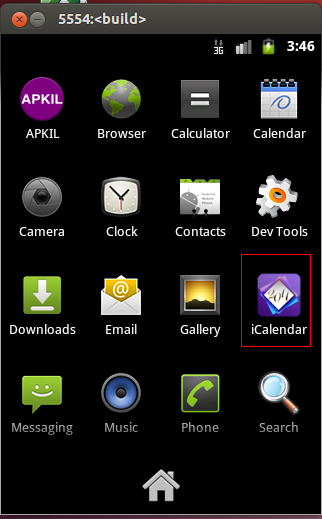 5554:<build>
3G 3:46
APKIL
APKIL Browser Calculator Calendar
Camera Clock Contacts Dev Tools
2014
Downloads Email Gallery iCalendar
Messaging Music Phone Search